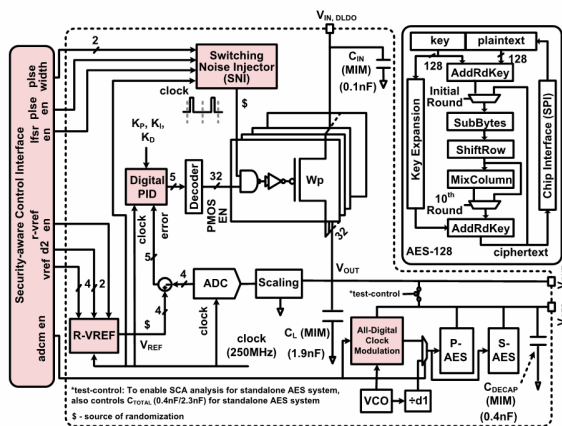 Security-aware Control Interface
plse width
plse en
lfsr en
r-vref en
vref d2
adcm en
2
Switching
Noise Injector
(SNI)
clock
$
VIN, DLDO
CIN
(MIM)
(0.1nF)
KP, KI,
KD
Digital
PID
5
Decoder
32
PMOS
EN
Wp
32
clock
error
5
4
2
4
4
R-VREF
$
VREF
ADC
Scaling
clock
VOUT
CL (MIM)
(1.9nF)
clock
(250MHz)
*test-control
All-Digital
Clock
Modulation
P-
AES
S-
AES
VCO
÷d1
CDECAP
(MIM)
(0.4nF)
*test-control: To enable SCA analysis for standalone AES system,
also controls CTOTAL (0.4nF/2.3nF) for standalone AES system
$ - source of randomization
key
plaintext
128
128
AddRdKey
Initial
Round
SubBytes
ShiftRow
MixColumn
10th
Round
AddRdKey
Key Expansion
Chip Interface (SPI)
AES-128
ciphertext